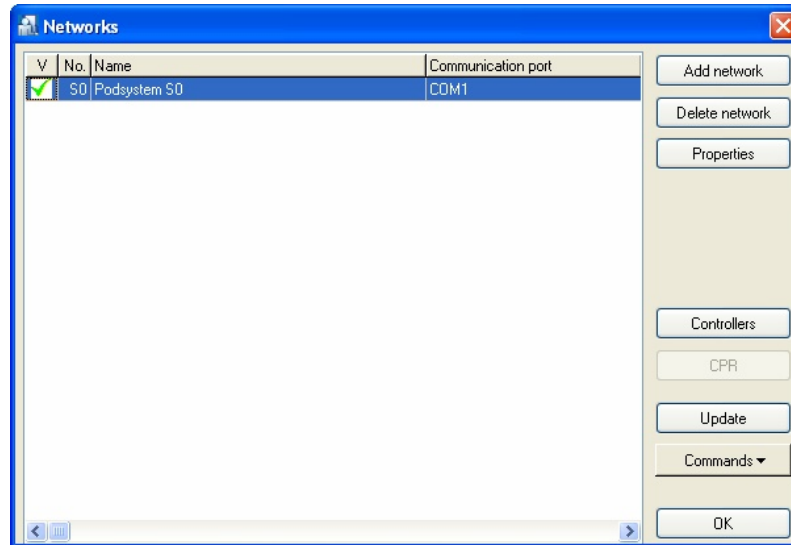 Networks
V No. Name Communication port
S0 Podsystem S0 COM1
Add network
Delete network
Properties
Controllers
CPR
Update
Commands
OK